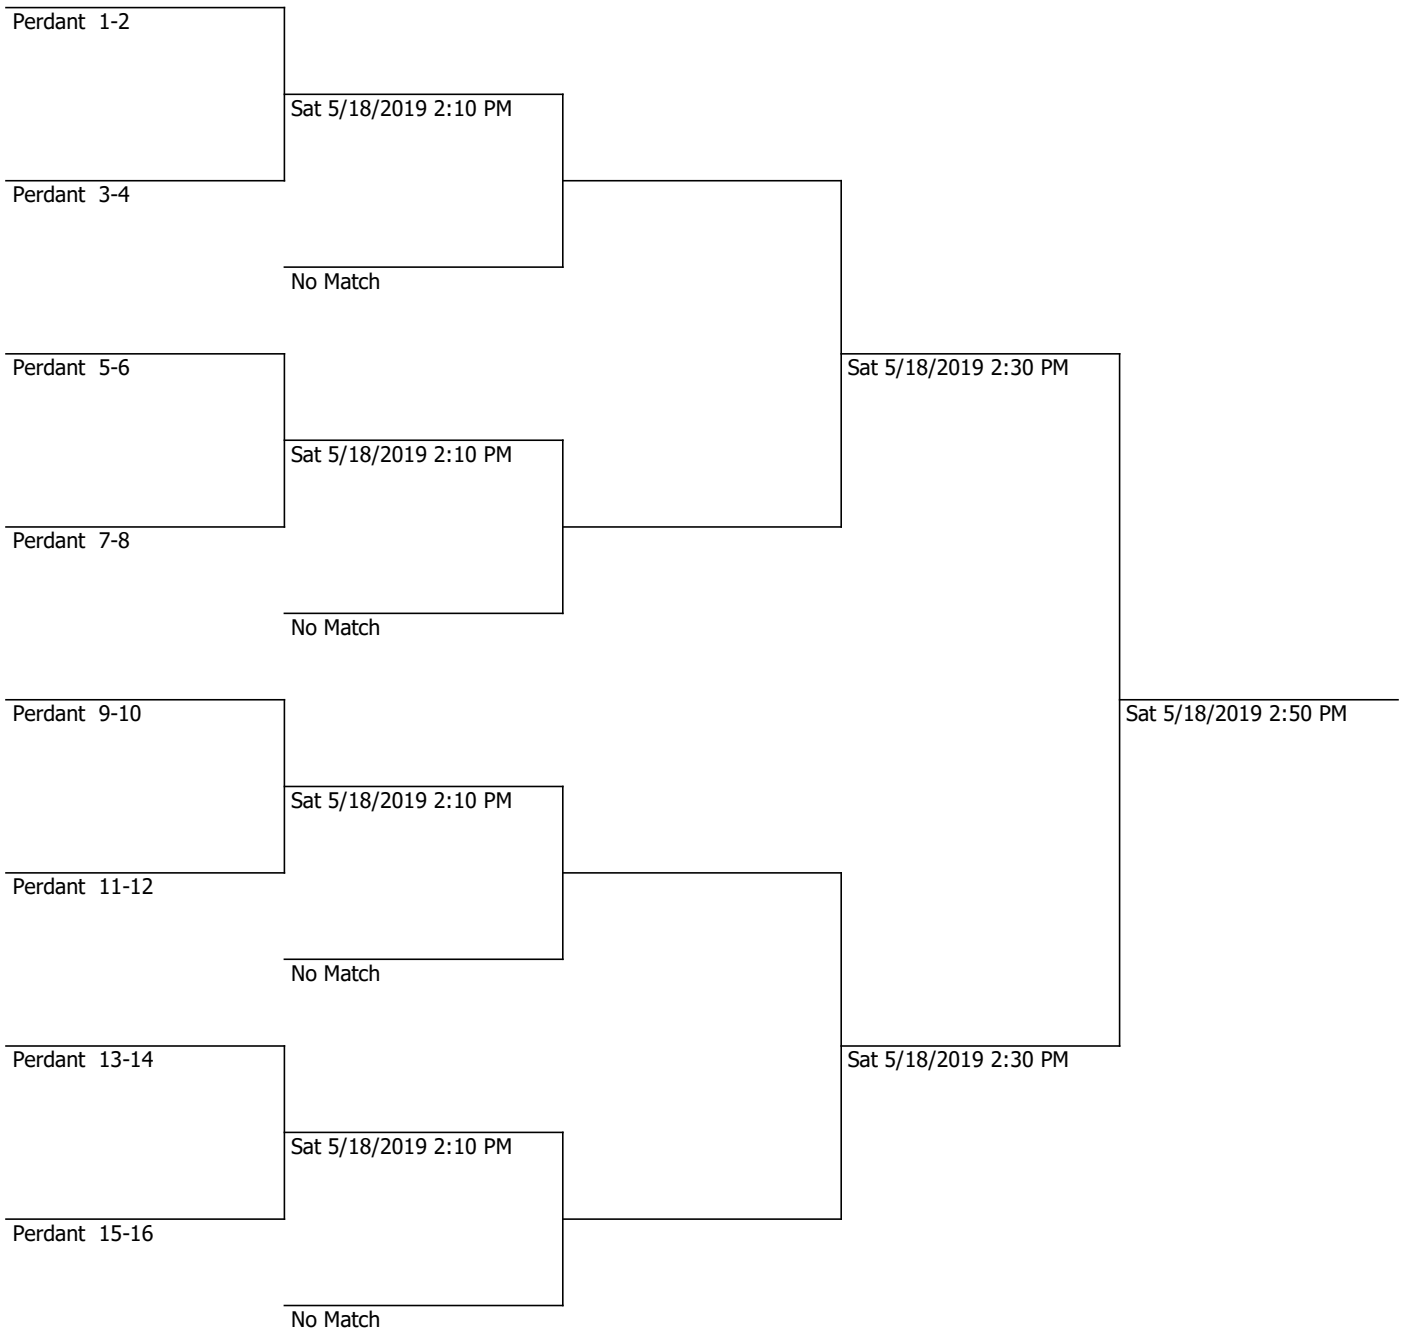 Perdant 1-2
Sat 5/18/2019 2:10 PM
Perdant 3-4
No Match
Perdant 5-6
Sat 5/18/2019 2:30 PM
Sat 5/18/2019 2:10 PM
Perdant 7-8
No Match
Perdant 9-10
Sat 5/18/2019 2:50 PM
Sat 5/18/2019 2:10 PM
Perdant 11-12
No Match
Perdant 13-14
Sat 5/18/2019 2:30 PM
Sat 5/18/2019 2:10 PM
Perdant 15-16
No Match